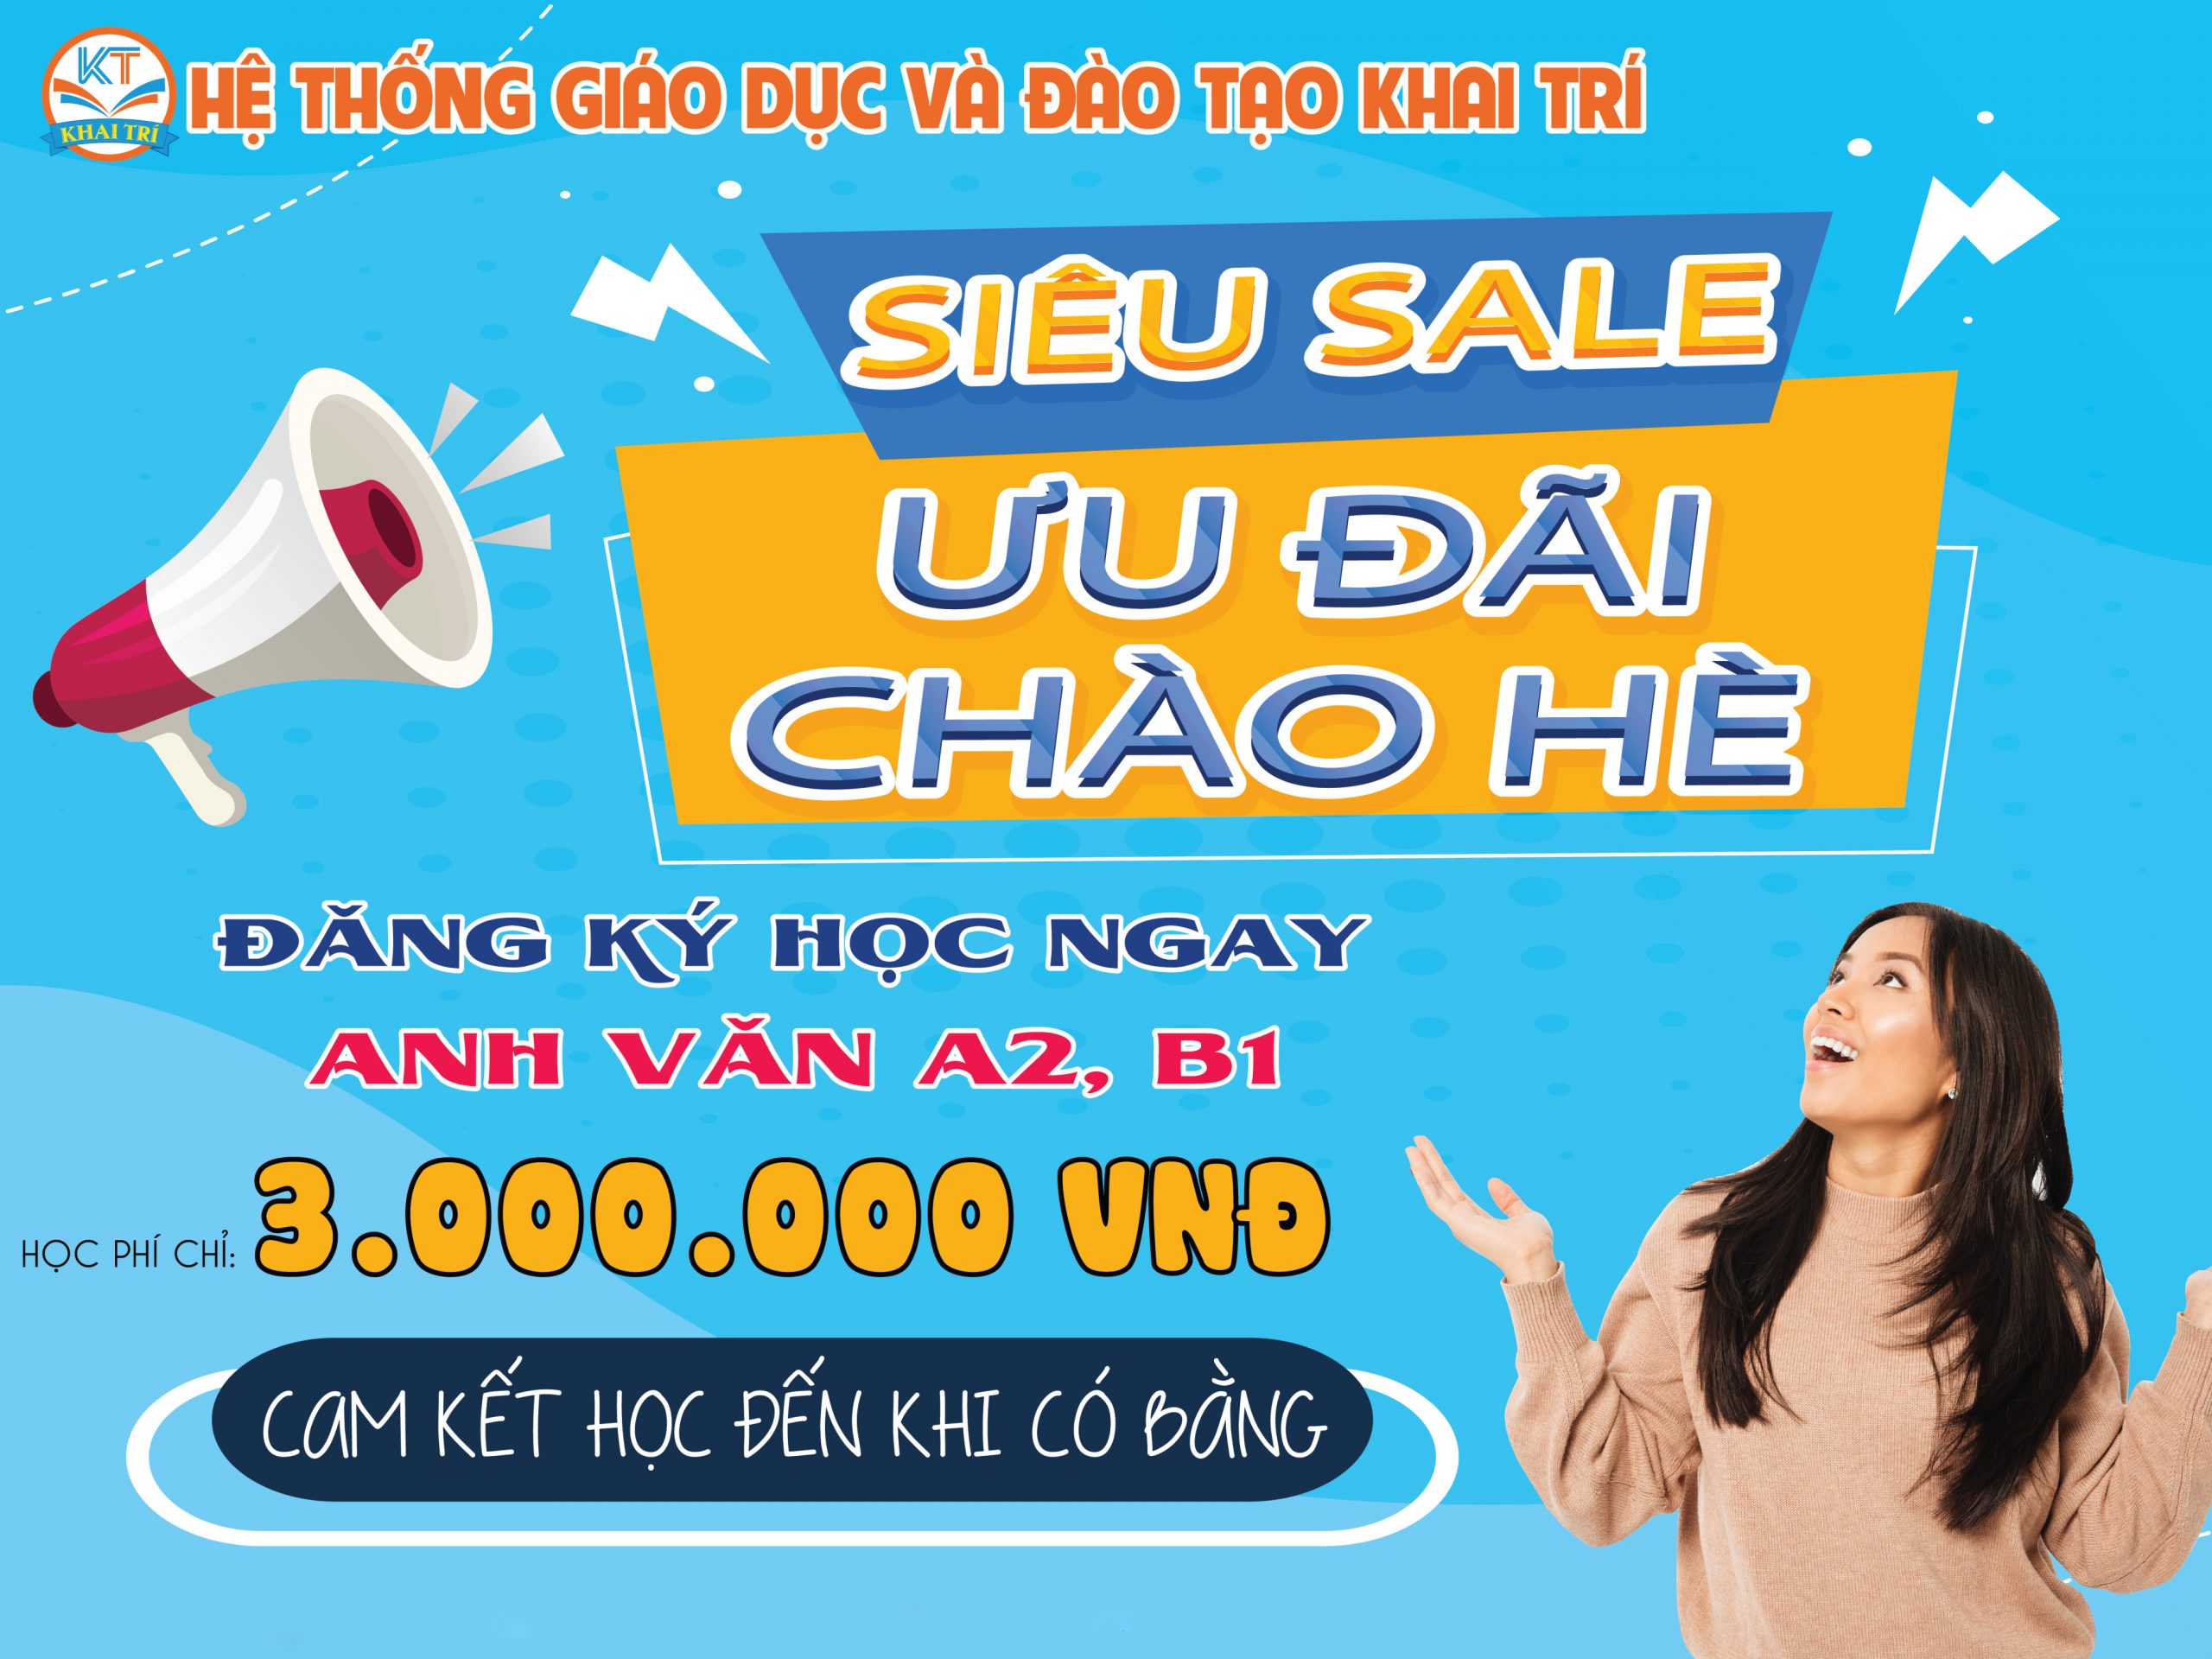 KT
KHAI TRÍ
HỆ THỐNG GIÁO DỤC VÀ ĐÀO TẠO KHAI TRÍ
SIÊU SALE
ƯU ĐÃI
CHÀO HÈ
ĐĂNG KÝ HỌC NGAY
ANH VĂN A2, B1
HỌC PHÍ CHỈ: 3.000.000 VNĐ
CAM KẾT HỌC ĐẾN KHI CÓ BẰNG